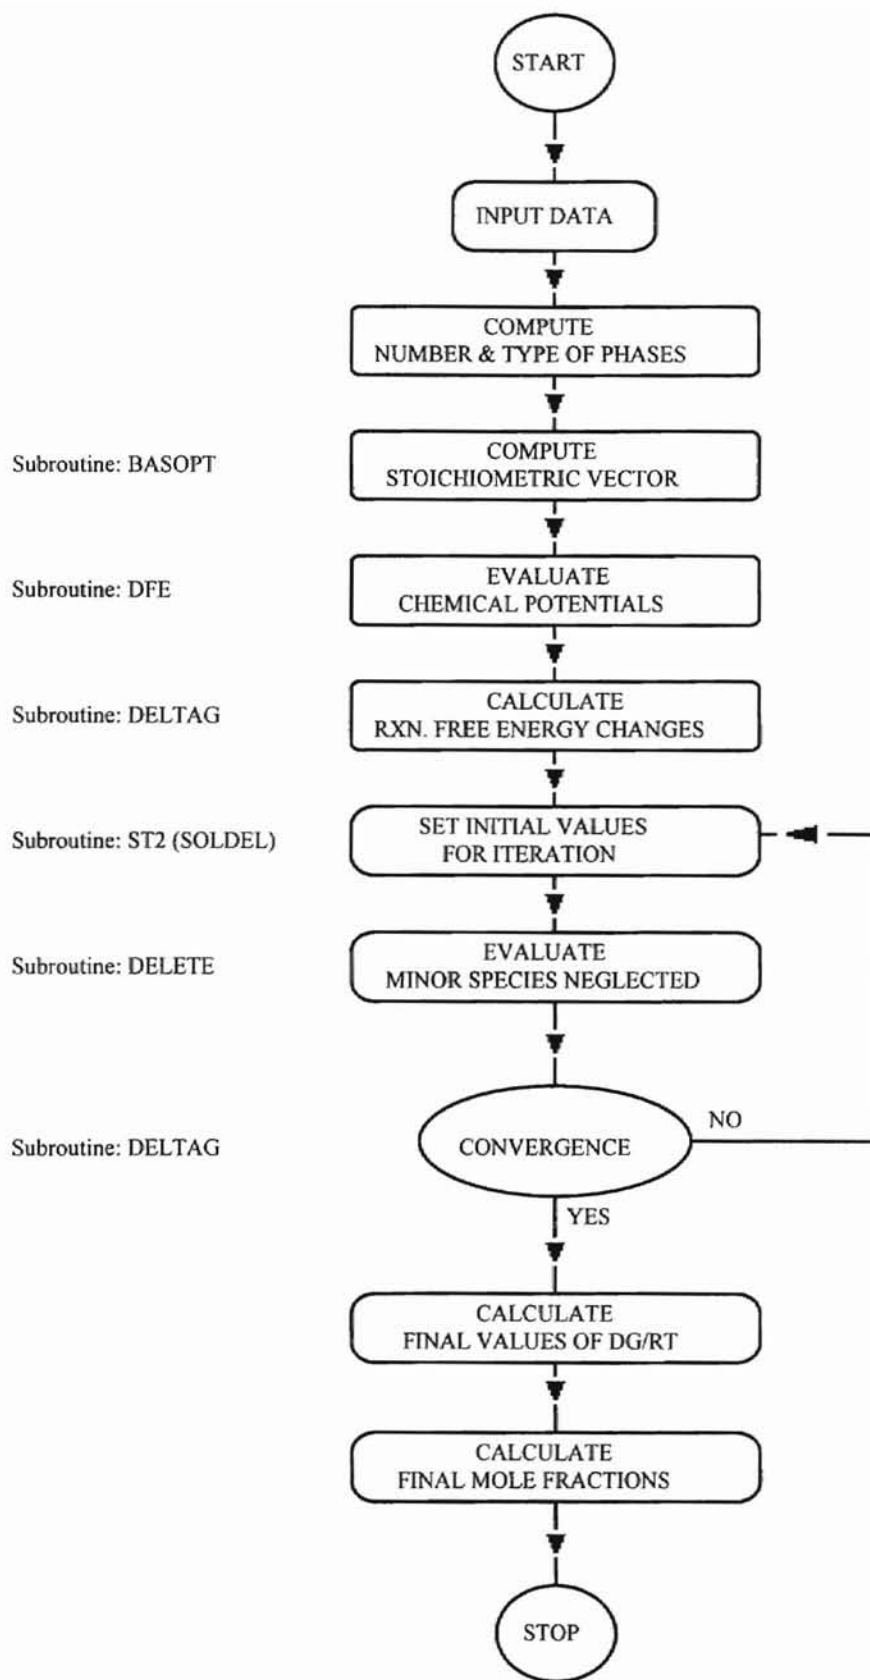 START
INPUT DATA
COMPUTE
NUMBER & TYPE OF PHASES
Subroutine: BASOPT
COMPUTE
STOICHIOMETRIC VECTOR
Subroutine: DFE
EVALUATE
CHEMICAL POTENTIALS
Subroutine: DELTAG
CALCULATE
RXN. FREE ENERGY CHANGES
Subroutine: ST2 (SOLDEL)
SET INITIAL VALUES
FOR ITERATION
Subroutine: DELETE
EVALUATE
MINOR SPECIES NEGLECTED
Subroutine: DELTAG
CONVERGENCE
NO
YES
CALCULATE
FINAL VALUES OF DG/RT
CALCULATE
FINAL MOLE FRACTIONS
STOP